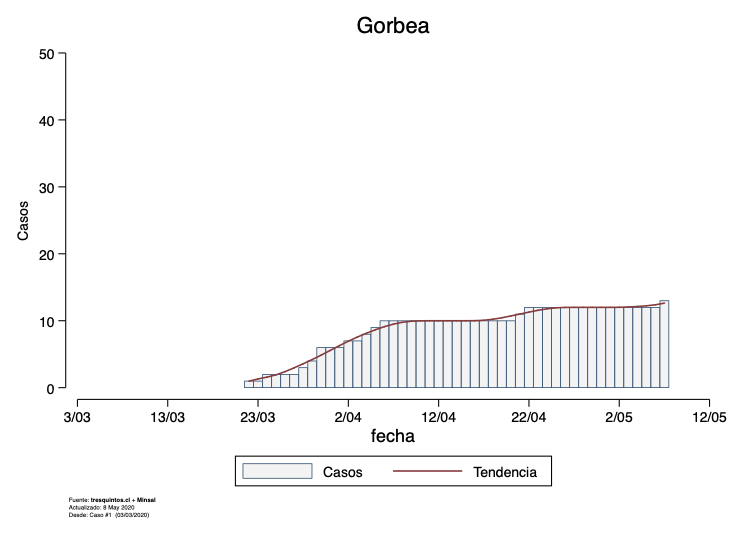 Gorbea
50
40
30
20
10
0
Casos
3/03 13/03 23/03 2/04 12/04 22/04 2/05 12/05
fecha
Casos Tendencia
Fuente: tresquintos.cl + Minsal
Actualizado: 8 May 2020
Desde: Caso #1 (03/03/2020)